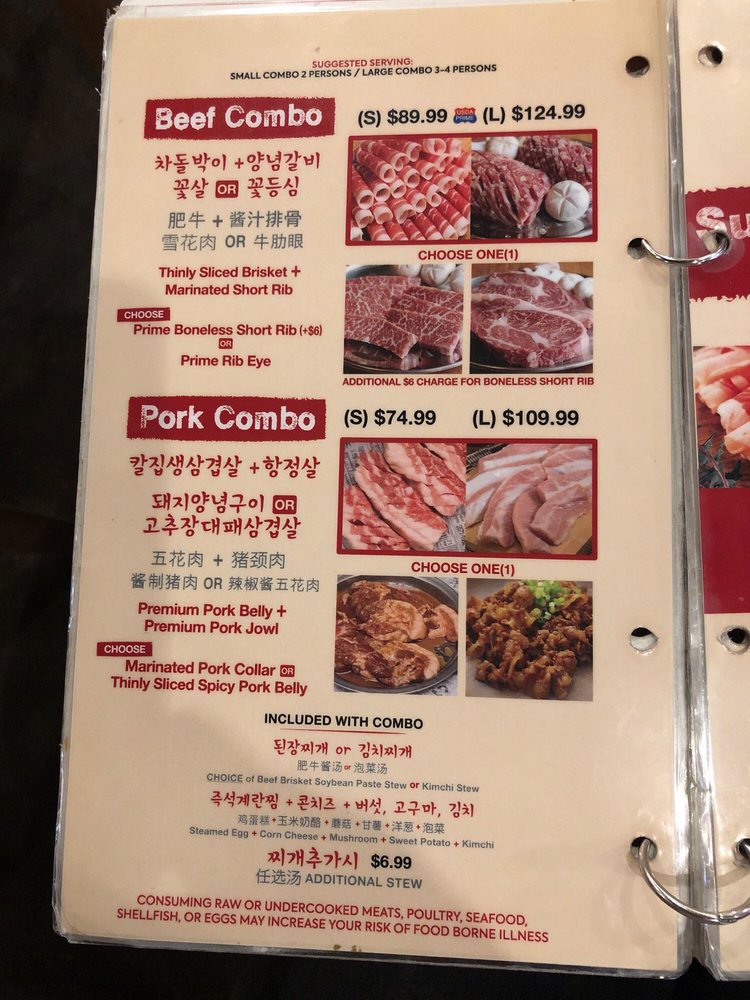 SUGGESTED SERVING:
SMALL COMBO 2 PERSONS / LARGE COMBO 3-4 PERSONS
Beef Combo
(S) $89.99 USDA PRIME (L) $124.99
차돌박이 + 양념갈비
꽃살 OR 꽃등심
肥牛 + 酱汁排骨
雪花肉 OR 牛肋眼
Thinly Sliced Brisket +
Marinated Short Rib
CHOOSE
Prime Boneless Short Rib (+$6)
OR
Prime Rib Eye
CHOOSE ONE(1)
ADDITIONAL $6 CHARGE FOR BONELESS SHORT RIB
Pork Combo
(S) $74.99 (L) $109.99
칼집생삼겹살 + 항정살
돼지양념구이 OR
고추장대패삼겹살
五花肉 + 猪颈肉
酱制猪肉 OR 辣椒酱五花肉
Premium Pork Belly +
Premium Pork Jowl
CHOOSE
Marinated Pork Collar OR
Thinly Sliced Spicy Pork Belly
CHOOSE ONE(1)
INCLUDED WITH COMBO
된장찌개 or 김치찌개
肥牛酱汤 or 泡菜汤
CHOICE of Beef Brisket Soybean Paste Stew or Kimchi Stew
즉석계란찜 + 콘치즈 + 버섯, 고구마, 김치
鸡蛋糕 + 玉米奶酪 + 蘑菇 + 甘薯 + 洋葱 + 泡菜
Steamed Egg + Corn Cheese + Mushroom + Sweet Potato + Kimchi
찌개추가시 $6.99
任选汤 ADDITIONAL STEW
CONSUMING RAW OR UNDERCOOKED MEATS, POULTRY, SEAFOOD,
SHELLFISH, OR EGGS MAY INCREASE YOUR RISK OF FOOD BORNE ILLNESS
Su